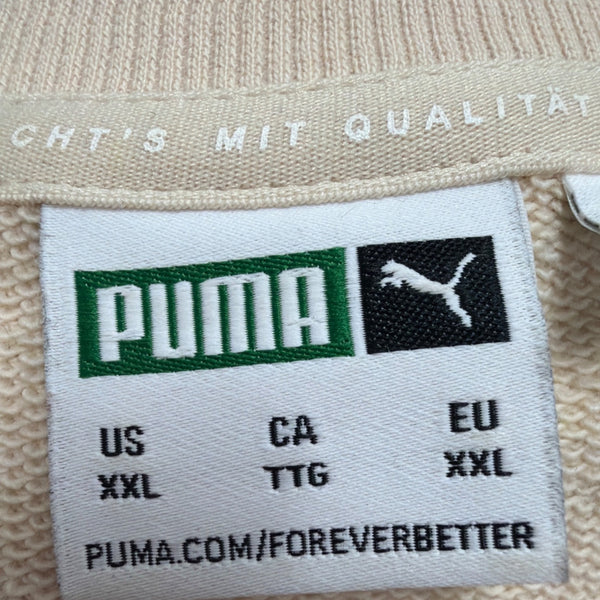 CHT'S MIT QUALITÄT
PUMA
US CA EU
XXL TTG XXL
PUMA.COM/FOREVERBETTER